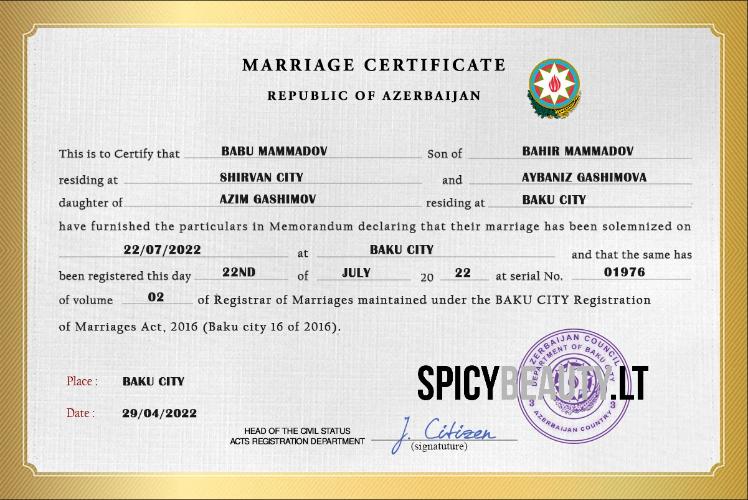 MARRIAGE CERTIFICATE
REPUBLIC OF AZERBAIJAN
This is to Certify that BABU MAMMADOV Son of BAHIR MAMMADOV
residing at SHIRVAN CITY and AYBANIZ GASHIMOVA
daughter of AZIM GASHIMOV residing at BAKU CITY
have furnished the particulars in Memorandum declaring that their marriage has been solemnized on
22/07/2022 at BAKU CITY and that the same has
been registered this day 22ND of JULY 20 22 at serial No. 01976
of volume 02 of Registrar of Marriages maintained under the BAKU CITY Registration
of Marriages Act, 2016 (Baku city 16 of 2016).
Place : BAKU CITY
Date : 29/04/2022
HEAD OF THE CIVIL STATUS
ACTS REGISTRATION DEPARTMENT
J. Citizen
(signatuture)
AZERBAIJAN COUNCIL
DEPARTMENT OF BAKU CITY
3 3
AZERBAIJAN COUNTRY
SPICYBEAUTY.LT